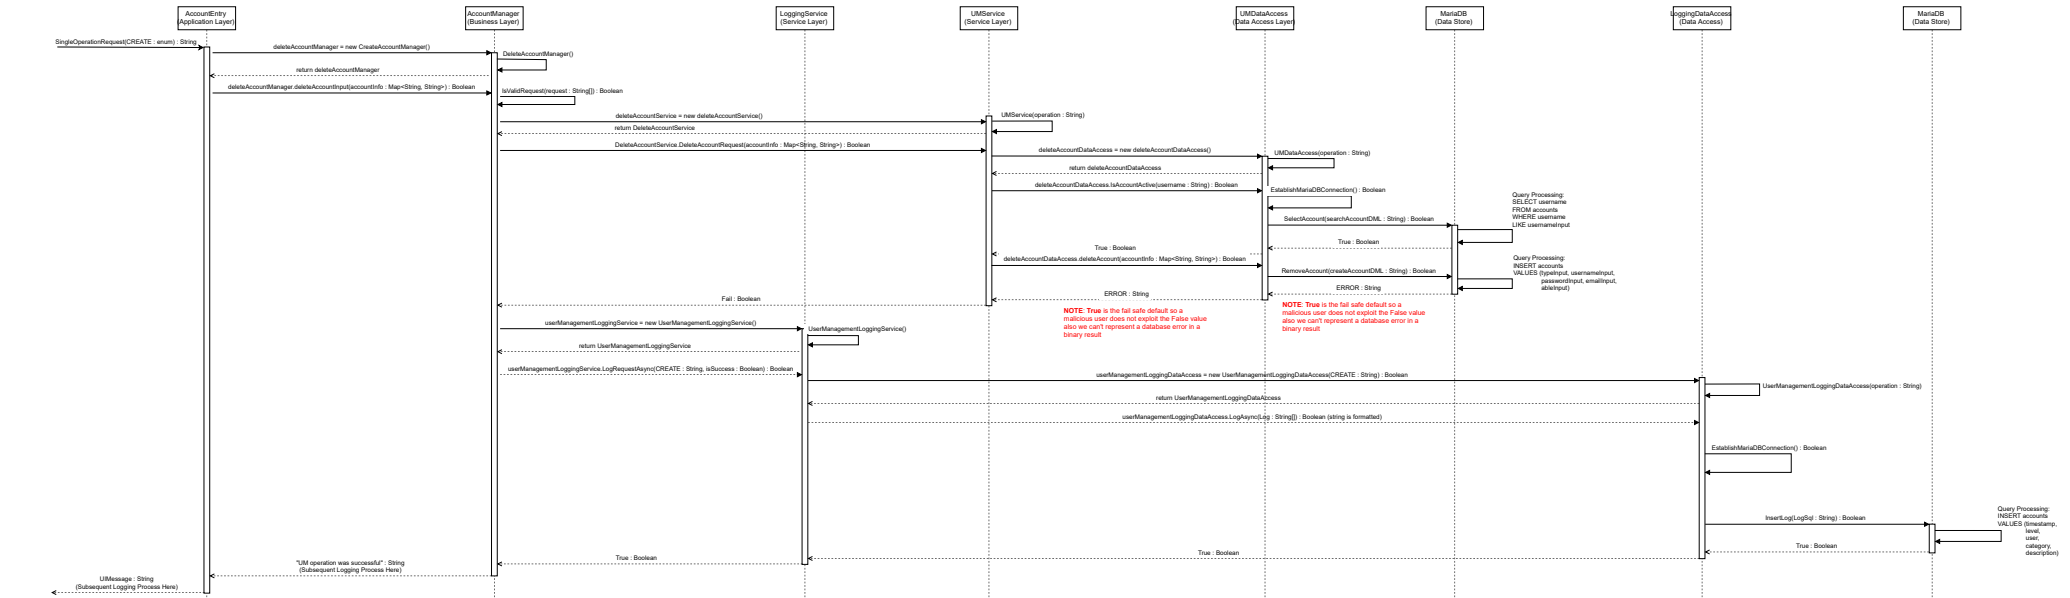 AccountEntry
(Application Layer)
AccountManager
(Business Layer)
LoggingService
(Service Layer)
UMService
(Service Layer)
UMDataAccess
(Data Access Layer)
MariaDB
(Data Store)
LoggingDataAccess
(Data Access)
MariaDB
(Data Store)
SingleOperationRequest(CREATE : enum) : String
deleteAccountManager = new CreateAccountManager()
DeleteAccountManager()
return deleteAccountManager
deleteAccountManager.deleteAccountInput(accountInfo : Map<String, String>) : Boolean
IsValidRequest(request : String[]) : Boolean
deleteAccountService = new deleteAccountService()
UMService(operation : String)
return DeleteAccountService
DeleteAccountService.DeleteAccountRequest(accountInfo : Map<String, String>) : Boolean
deleteAccountDataAccess = new deleteAccountDataAccess()
UMDataAccess(operation : String)
return deleteAccountDataAccess
deleteAccountDataAccess.IsAccountActive(username : String) : Boolean
EstablishMariaDBConnection() : Boolean
SelectAccount(searchAccountDML : String) : Boolean
Query Processing:
SELECT username
FROM accounts
WHERE username
LIKE usernameInput
True : Boolean
True : Boolean
deleteAccountDataAccess.deleteAccount(accountInfo : Map<String, String>) : Boolean
RemoveAccount(createAccountDML : String) : Boolean
Query Processing:
INSERT accounts
VALUES (typeInput, usernameInput,
passwordInput, emailInput,
ableInput)
ERROR : String
ERROR : String
Fail : Boolean
NOTE: True is the fail safe default so a
malicious user does not exploit the False value
also we can't represent a database error in a
binary result
NOTE: True is the fail safe default so a
malicious user does not exploit the False value
also we can't represent a database error in a
binary result
userManagementLoggingService = new UserManagementLoggingService()
UserManagementLoggingService()
return UserManagementLoggingService
userManagementLoggingService.LogRequestAsync(CREATE : String, isSuccess : Boolean) : Boolean
userManagementLoggingDataAccess = new UserManagementLoggingDataAccess(CREATE : String) : Boolean
UserManagementLoggingDataAccess(operation : String)
return UserManagementLoggingDataAccess
userManagementLoggingDataAccess.LogAsync(Log : String[]) : Boolean (string is formatted)
EstablishMariaDBConnection() : Boolean
InsertLog(LogSql : String) : Boolean
Query Processing:
INSERT accounts
VALUES (timestamp,
level,
user,
category,
description)
True : Boolean
True : Boolean
True : Boolean
"UM operation was successful" : String
(Subsequent Logging Process Here)
UIMessage : String
(Subsequent Logging Process Here)